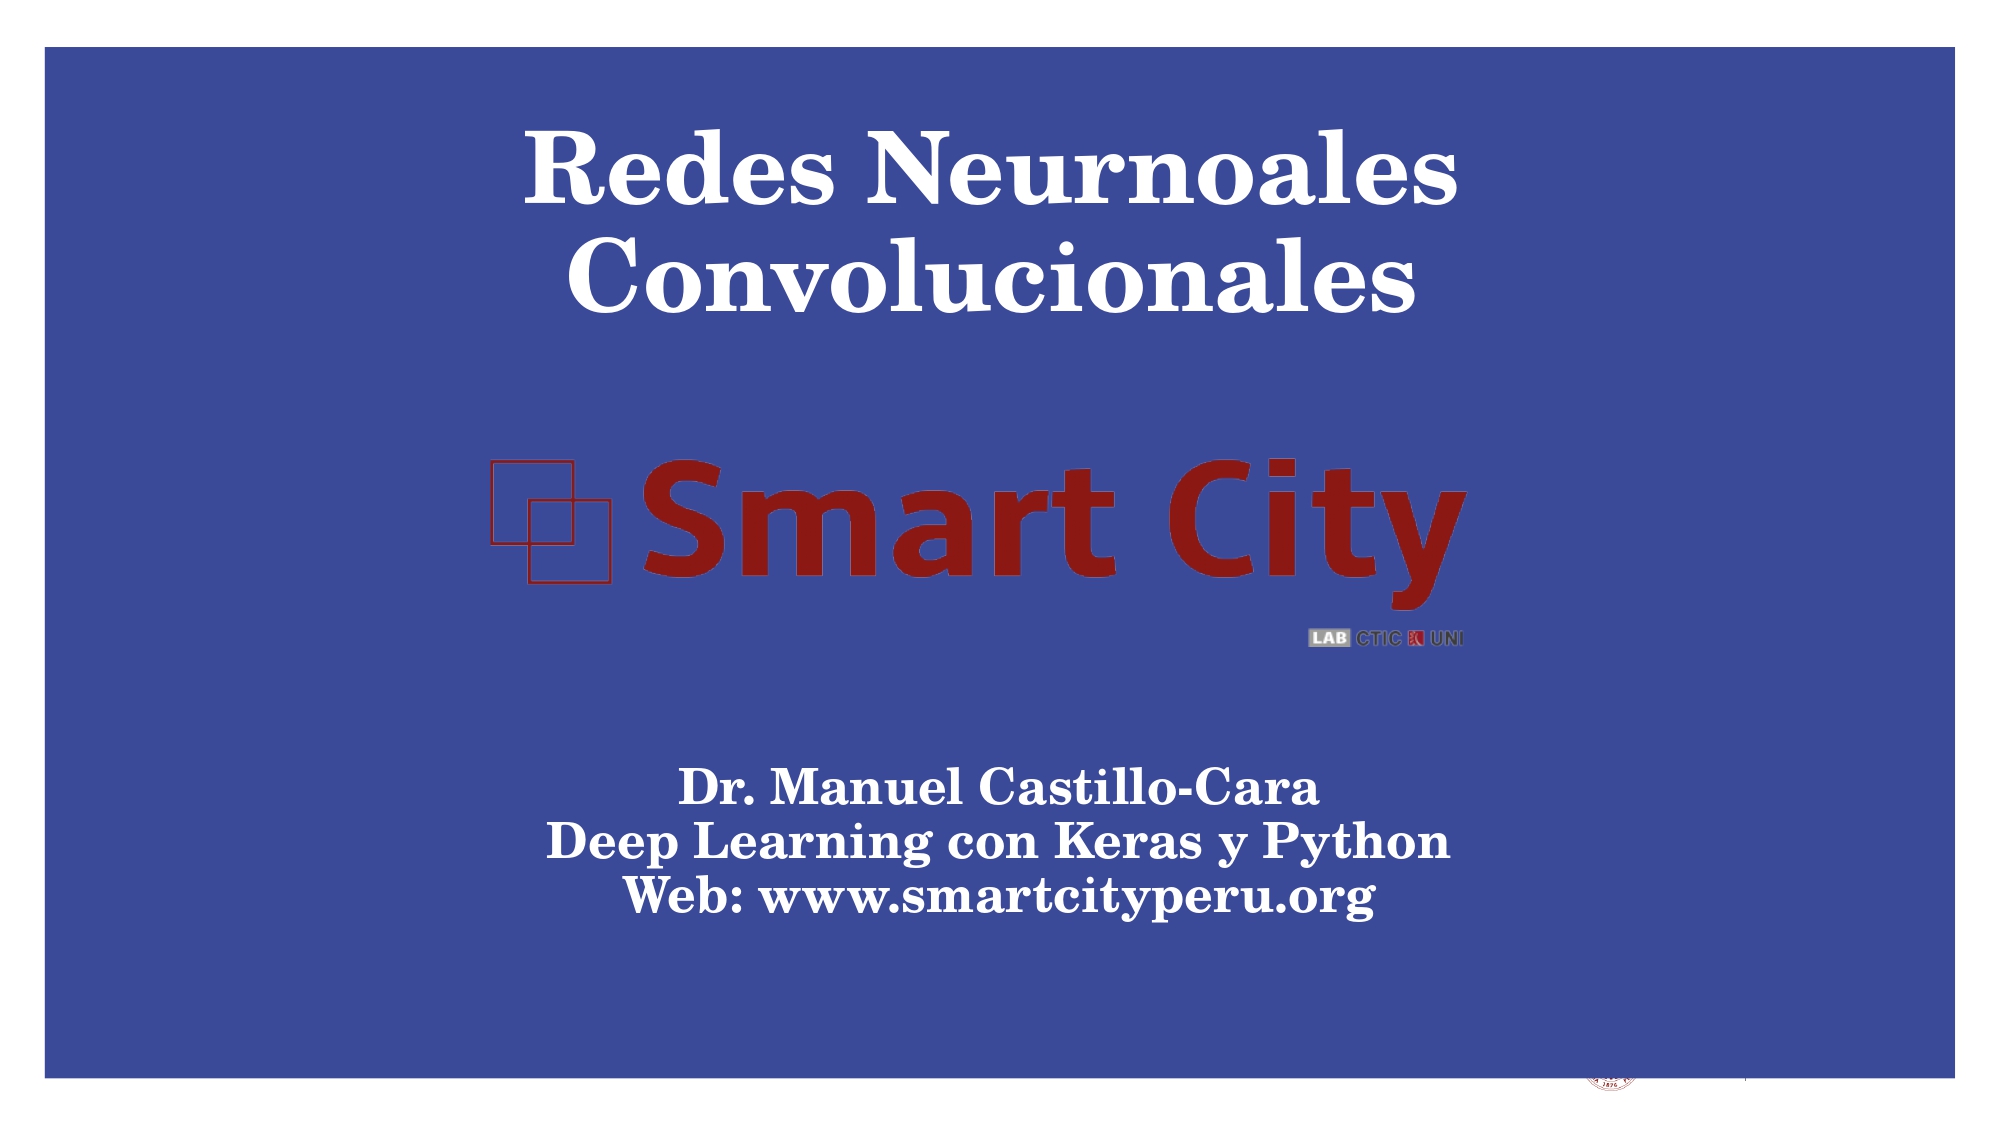 Redes Neurnoales
Convolucionales
Smart City
LAB CTIC UNI
Dr. Manuel Castillo-Cara
Deep Learning con Keras y Python
Web: www.smartcityperu.org
1876